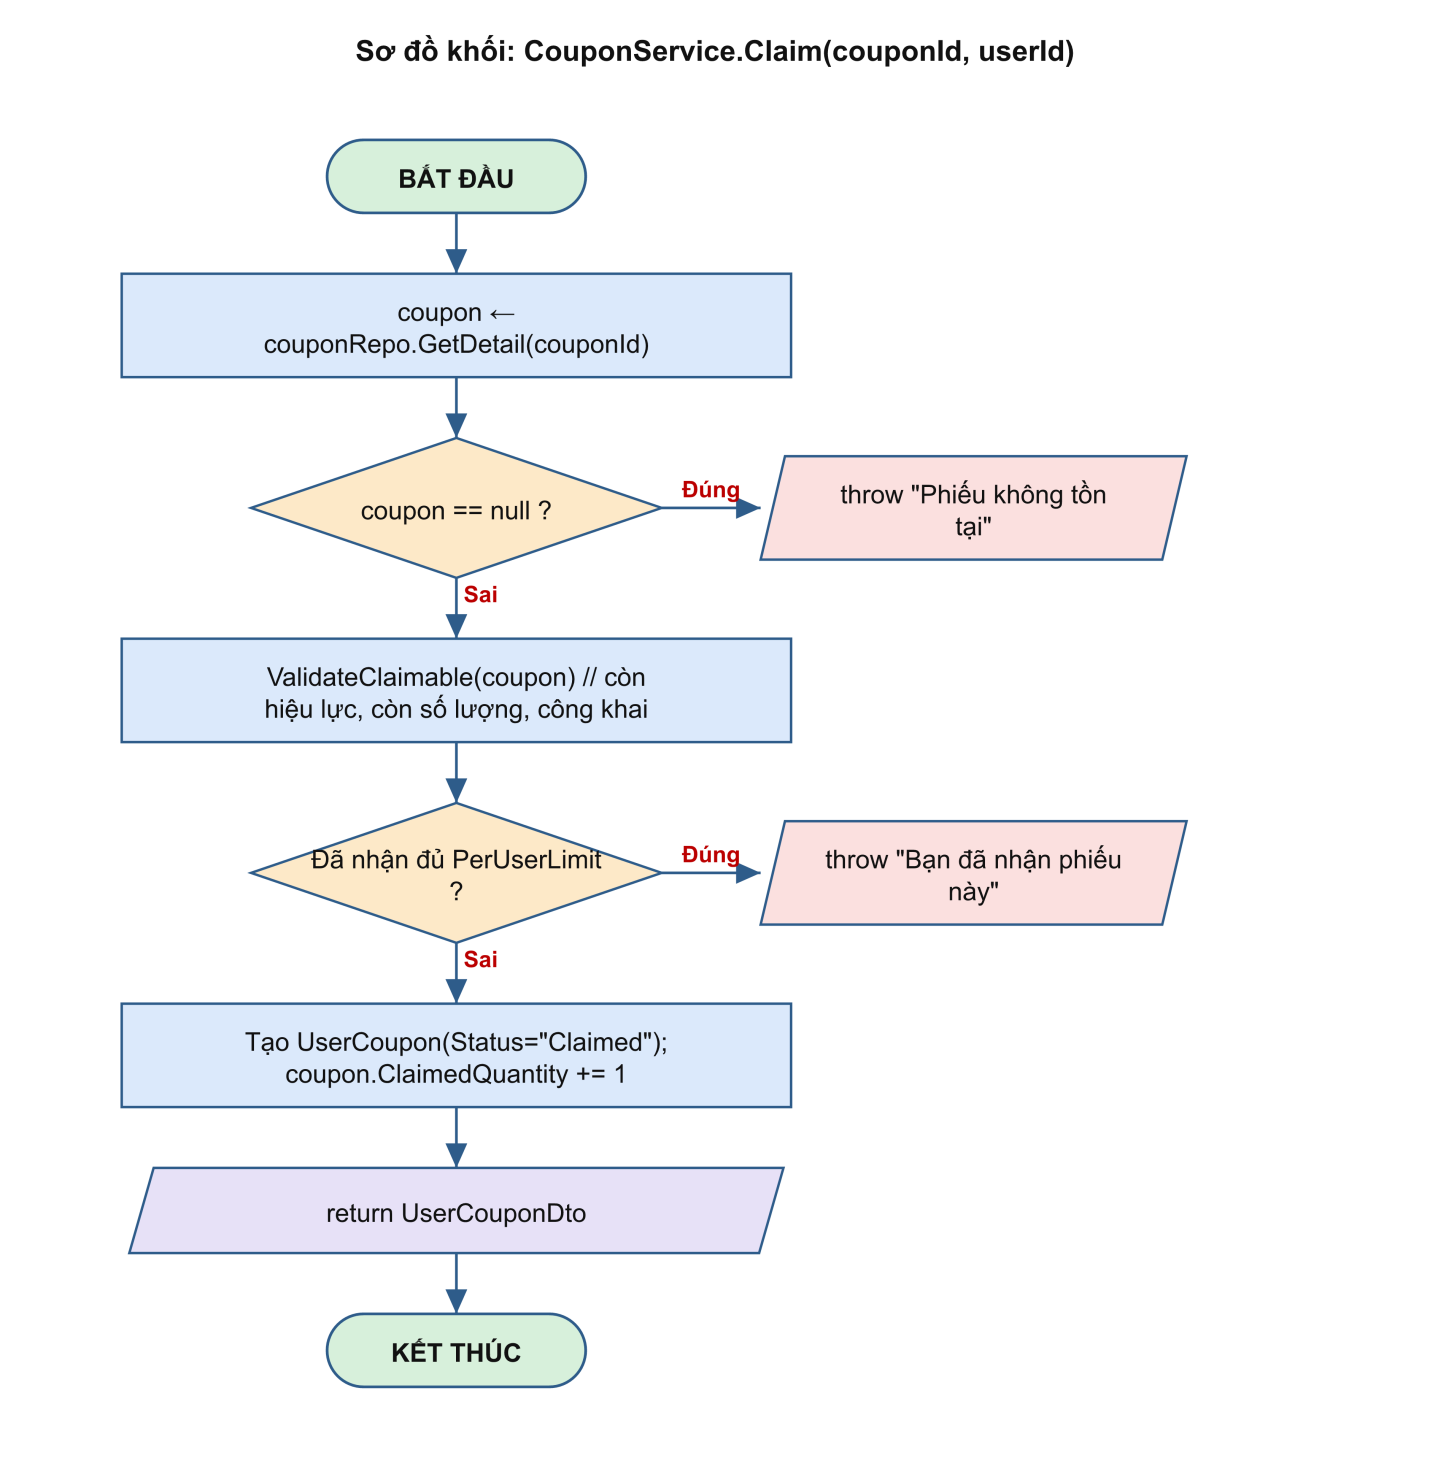 Sơ đồ khối: CouponService.Claim(couponId, userId)
BẮT ĐẦU
coupon ←
couponRepo.GetDetail(couponId)
coupon == null ?
Đúng
throw "Phiếu không tồn
tại"
Sai
ValidateClaimable(coupon) // còn
hiệu lực, còn số lượng, công khai
Đã nhận đủ PerUserLimit
?
Đúng
throw "Bạn đã nhận phiếu
này"
Sai
Tạo UserCoupon(Status="Claimed");
coupon.ClaimedQuantity += 1
return UserCouponDto
KẾT THÚC